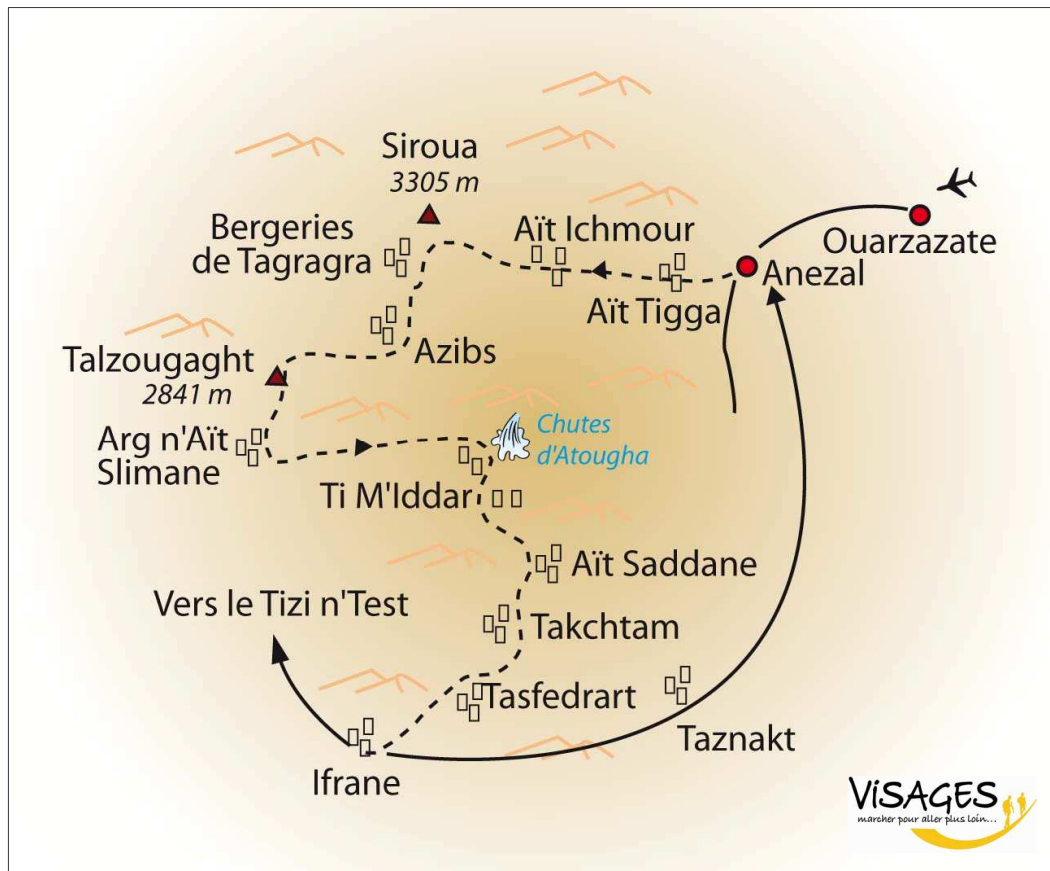 Siroua
3305 m
Bergeries
de Tagragra
Aït Ichmour
Ouarzazate
Anezal
Aït Tigga
Azibs
Talzougaght
2841 m
Chutes
d'Atougha
Arg n'Aït
Slimane
Ti M'Iddar
Aït Saddane
Vers le Tizi n'Test
Takchtam
Tasfedrart
Taznakt
Ifrane
ViSAGES
marcher pour aller plus loin...